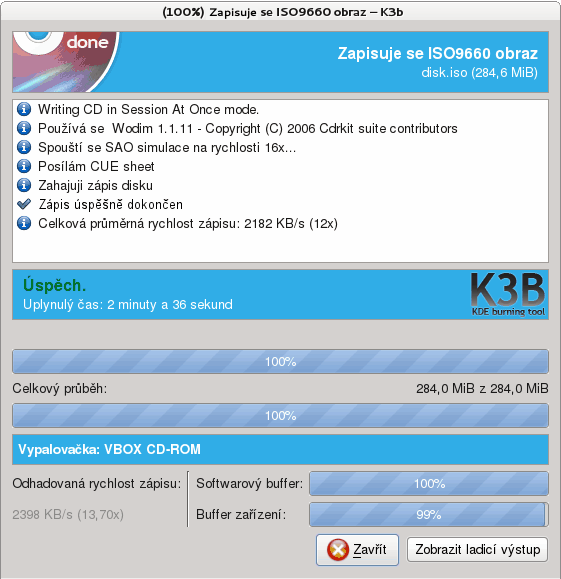 (100%) Zapisuje se ISO9660 obraz – K3b
done
Zapisuje se ISO9660 obraz
disk.iso (284,6 MiB)
Writing CD in Session At Once mode.
Používá se Wodim 1.1.11 - Copyright (C) 2006 Cdrkit suite contributors
Spouští se SAO simulace na rychlosti 16x...
Posílám CUE sheet
Zahajuji zápis disku
Zápis úspěšně dokončen
Celková průměrná rychlost zápisu: 2182 KB/s (12x)
Úspěch.
Uplynulý čas: 2 minuty a 36 sekund
K3B
KDE burning tool
100%
Celkový průběh: 284,0 MiB z 284,0 MiB
100%
Vypalovačka: VBOX CD-ROM
Odhadovaná rychlost zápisu: Softwarový buffer: 100%
2398 KB/s (13,70x) Buffer zařízení: 99%
Zavřít Zobrazit ladicí výstup